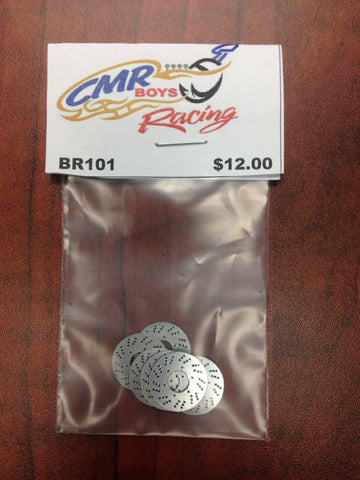 CMR
BOYS
Racing
BR101 $12.00